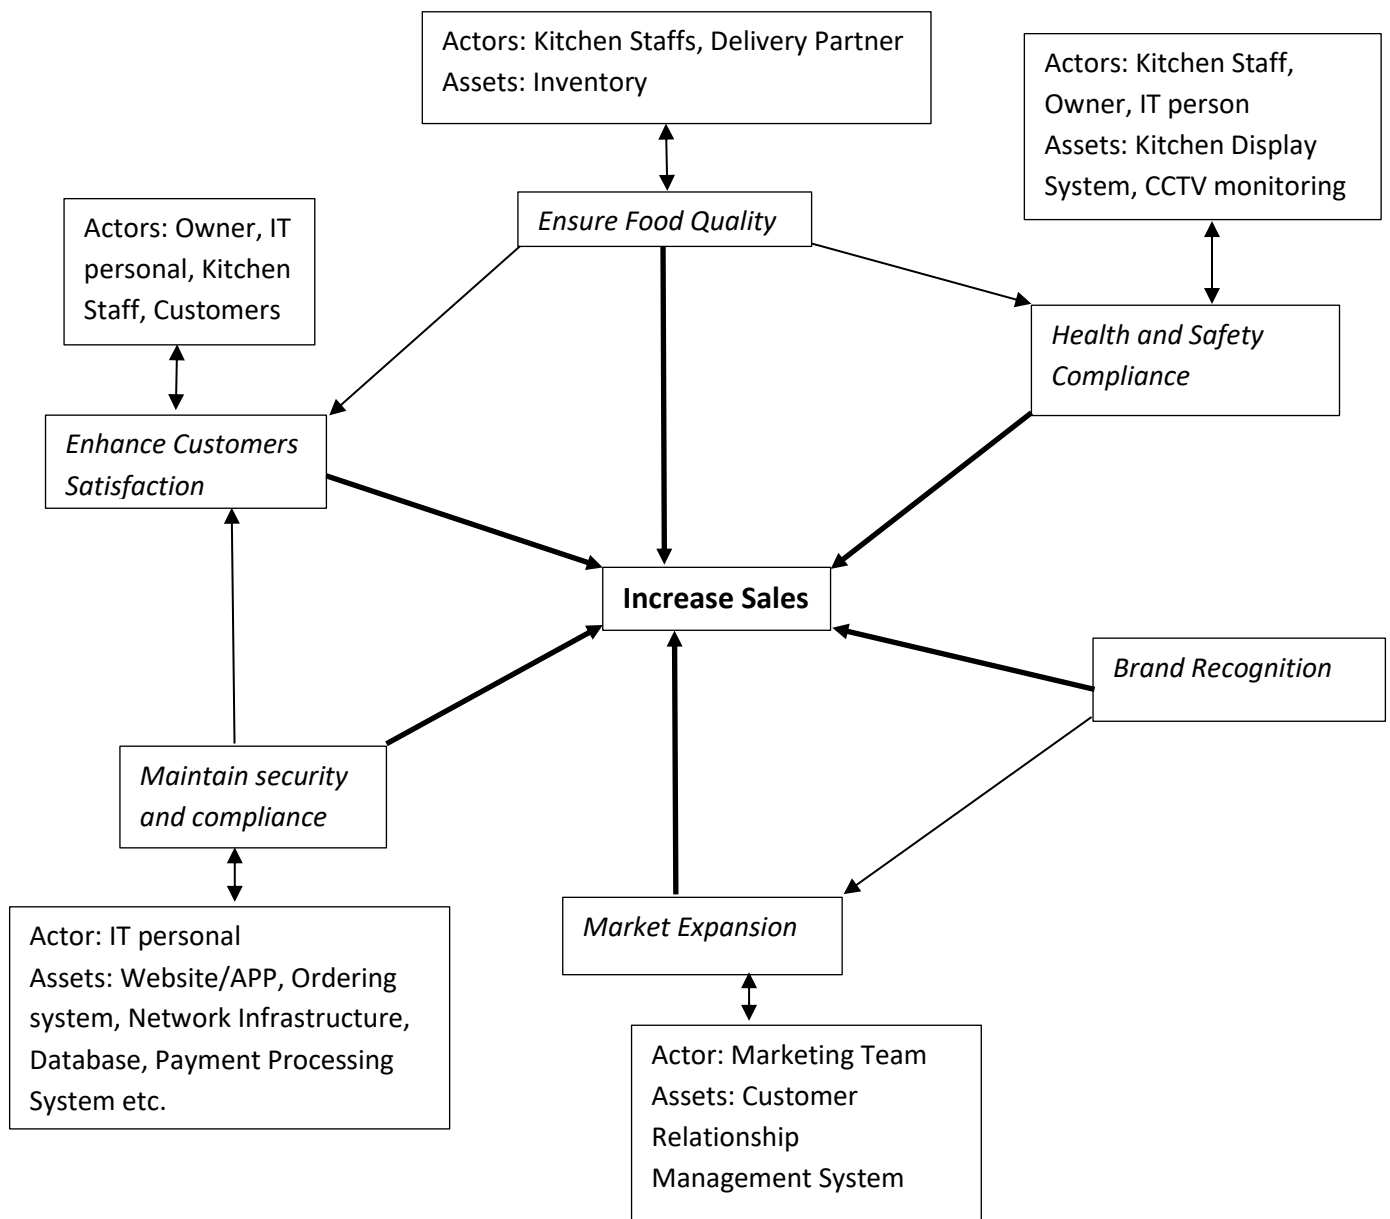 Actors: Kitchen Staffs, Delivery Partner
Assets: Inventory
Actors: Kitchen Staff,
Owner, IT person
Assets: Kitchen Display
System, CCTV monitoring
Ensure Food Quality
Actors: Owner, IT
personal, Kitchen
Staff, Customers
Health and Safety
Compliance
Enhance Customers
Satisfaction
Increase Sales
Brand Recognition
Maintain security
and compliance
Market Expansion
Actor: IT personal
Assets: Website/APP, Ordering
system, Network Infrastructure,
Database, Payment Processing
System etc.
Actor: Marketing Team
Assets: Customer
Relationship
Management System